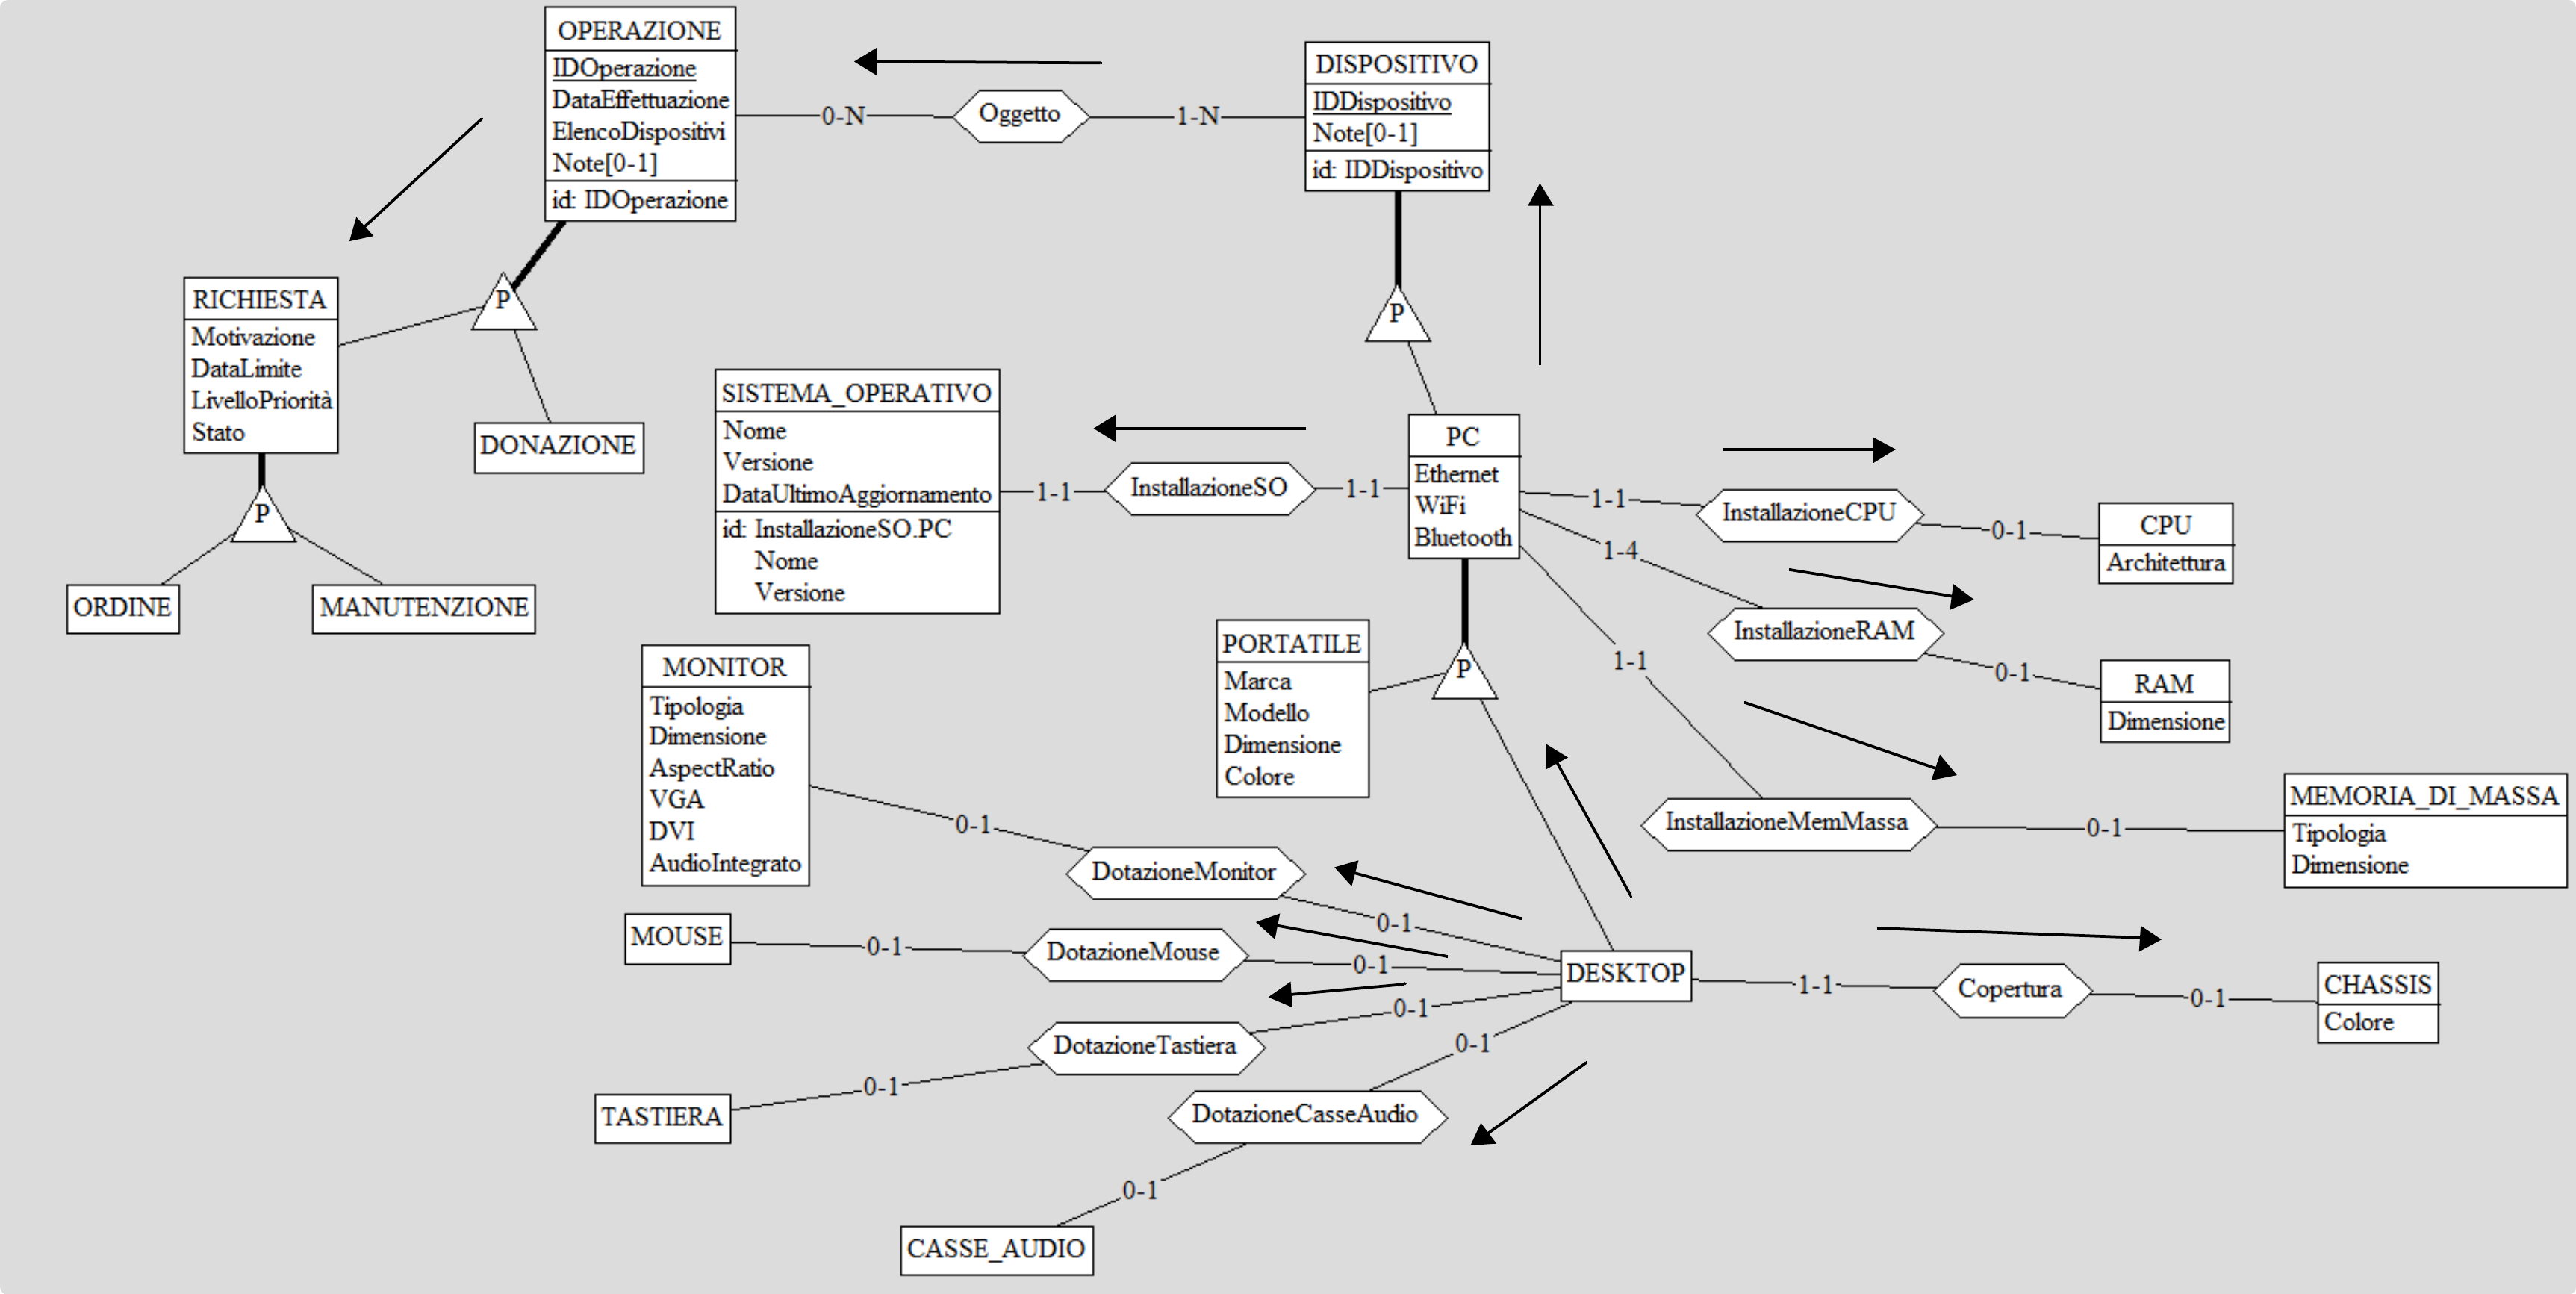 OPERAZIONE
IDOperazione
DataEffettuazione
ElencoDispositivi
Note[0-1]
id: IDOperazione
0-N
Oggetto
1-N
DISPOSITIVO
IDDispositivo
Note[0-1]
id: IDDispositivo
P
RICHIESTA
Motivazione
DataLimite
LivelloPriorità
Stato
DONAZIONE
P
ORDINE
MANUTENZIONE
P
SISTEMA_OPERATIVO
Nome
Versione
DataUltimoAggiornamento
id: InstallazioneSO.PC
Nome
Versione
1-1
InstallazioneSO
1-1
PC
Ethernet
WiFi
Bluetooth
1-1
InstallazioneCPU
0-1
CPU
Architettura
1-4
InstallazioneRAM
0-1
RAM
Dimensione
1-1
InstallazioneMemMassa
0-1
MEMORIA_DI_MASSA
Tipologia
Dimensione
PORTATILE
Marca
Modello
Dimensione
Colore
P
MONITOR
Tipologia
Dimensione
AspectRatio
VGA
DVI
AudioIntegrato
0-1
DotazioneMonitor
0-1
MOUSE
0-1
DotazioneMouse
0-1
DESKTOP
1-1
Copertura
0-1
CHASSIS
Colore
TASTIERA
0-1
DotazioneTastiera
0-1
0-1
DotazioneCasseAudio
0-1
CASSE_AUDIO